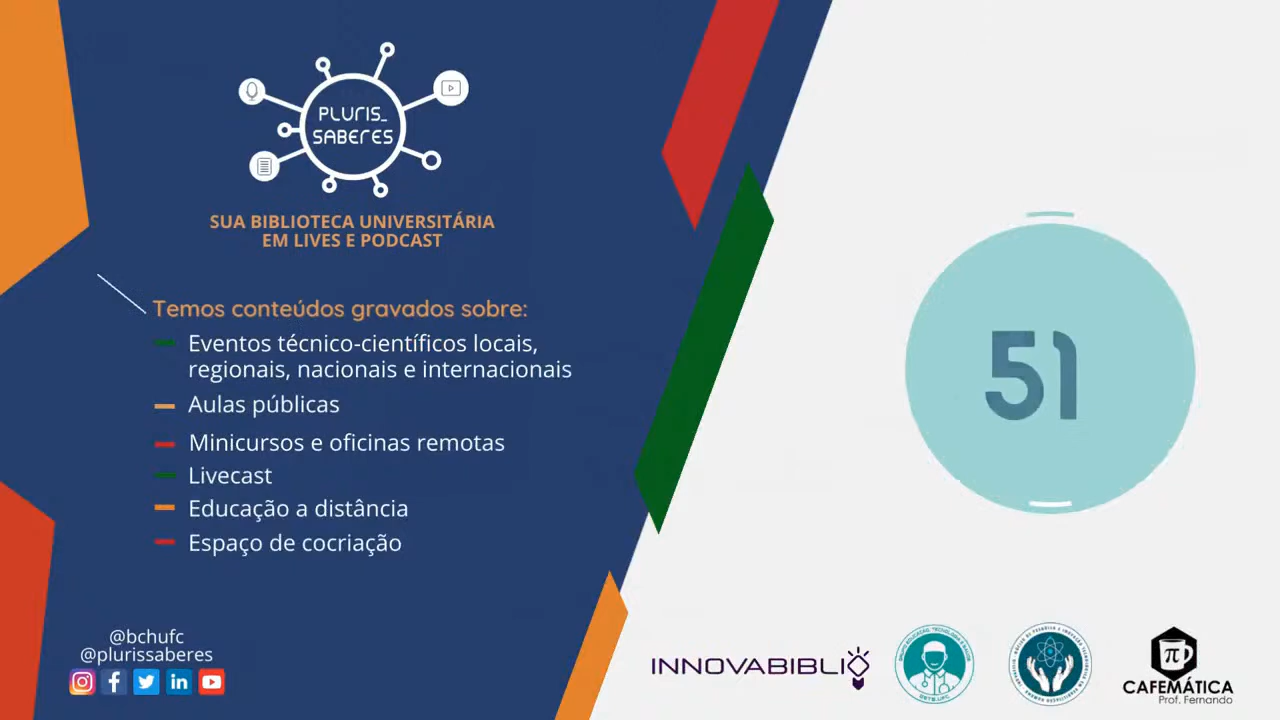 PLURIS_
SABERES
SUA BIBLIOTECA UNIVERSITÁRIA
EM LIVES E PODCAST
Temos conteúdos gravados sobre:
Eventos técnico-científicos locais,
regionais, nacionais e internacionais
Aulas públicas
Minicursos e oficinas remotas
Livecast
Educação a distância
Espaço de cocriação
@bchufc
@plurissaberes
51
INNOVABIBLIO
CAFEMÁTICA
Prof. Fernando